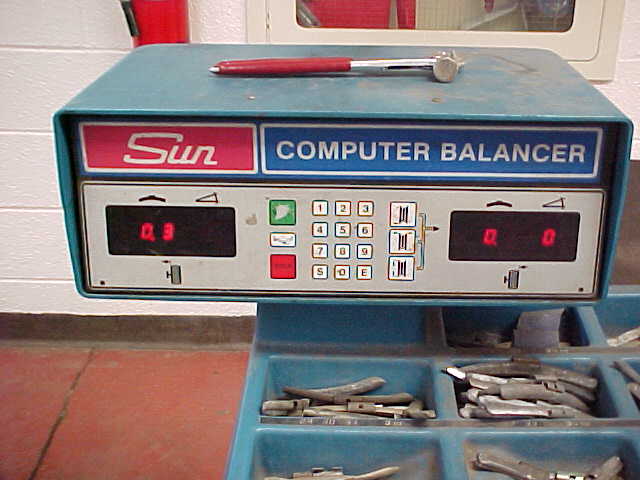 Sun COMPUTER BALANCER
0.3
1 2 3
4 5 6
7 8 9
S 0 E
0. 0